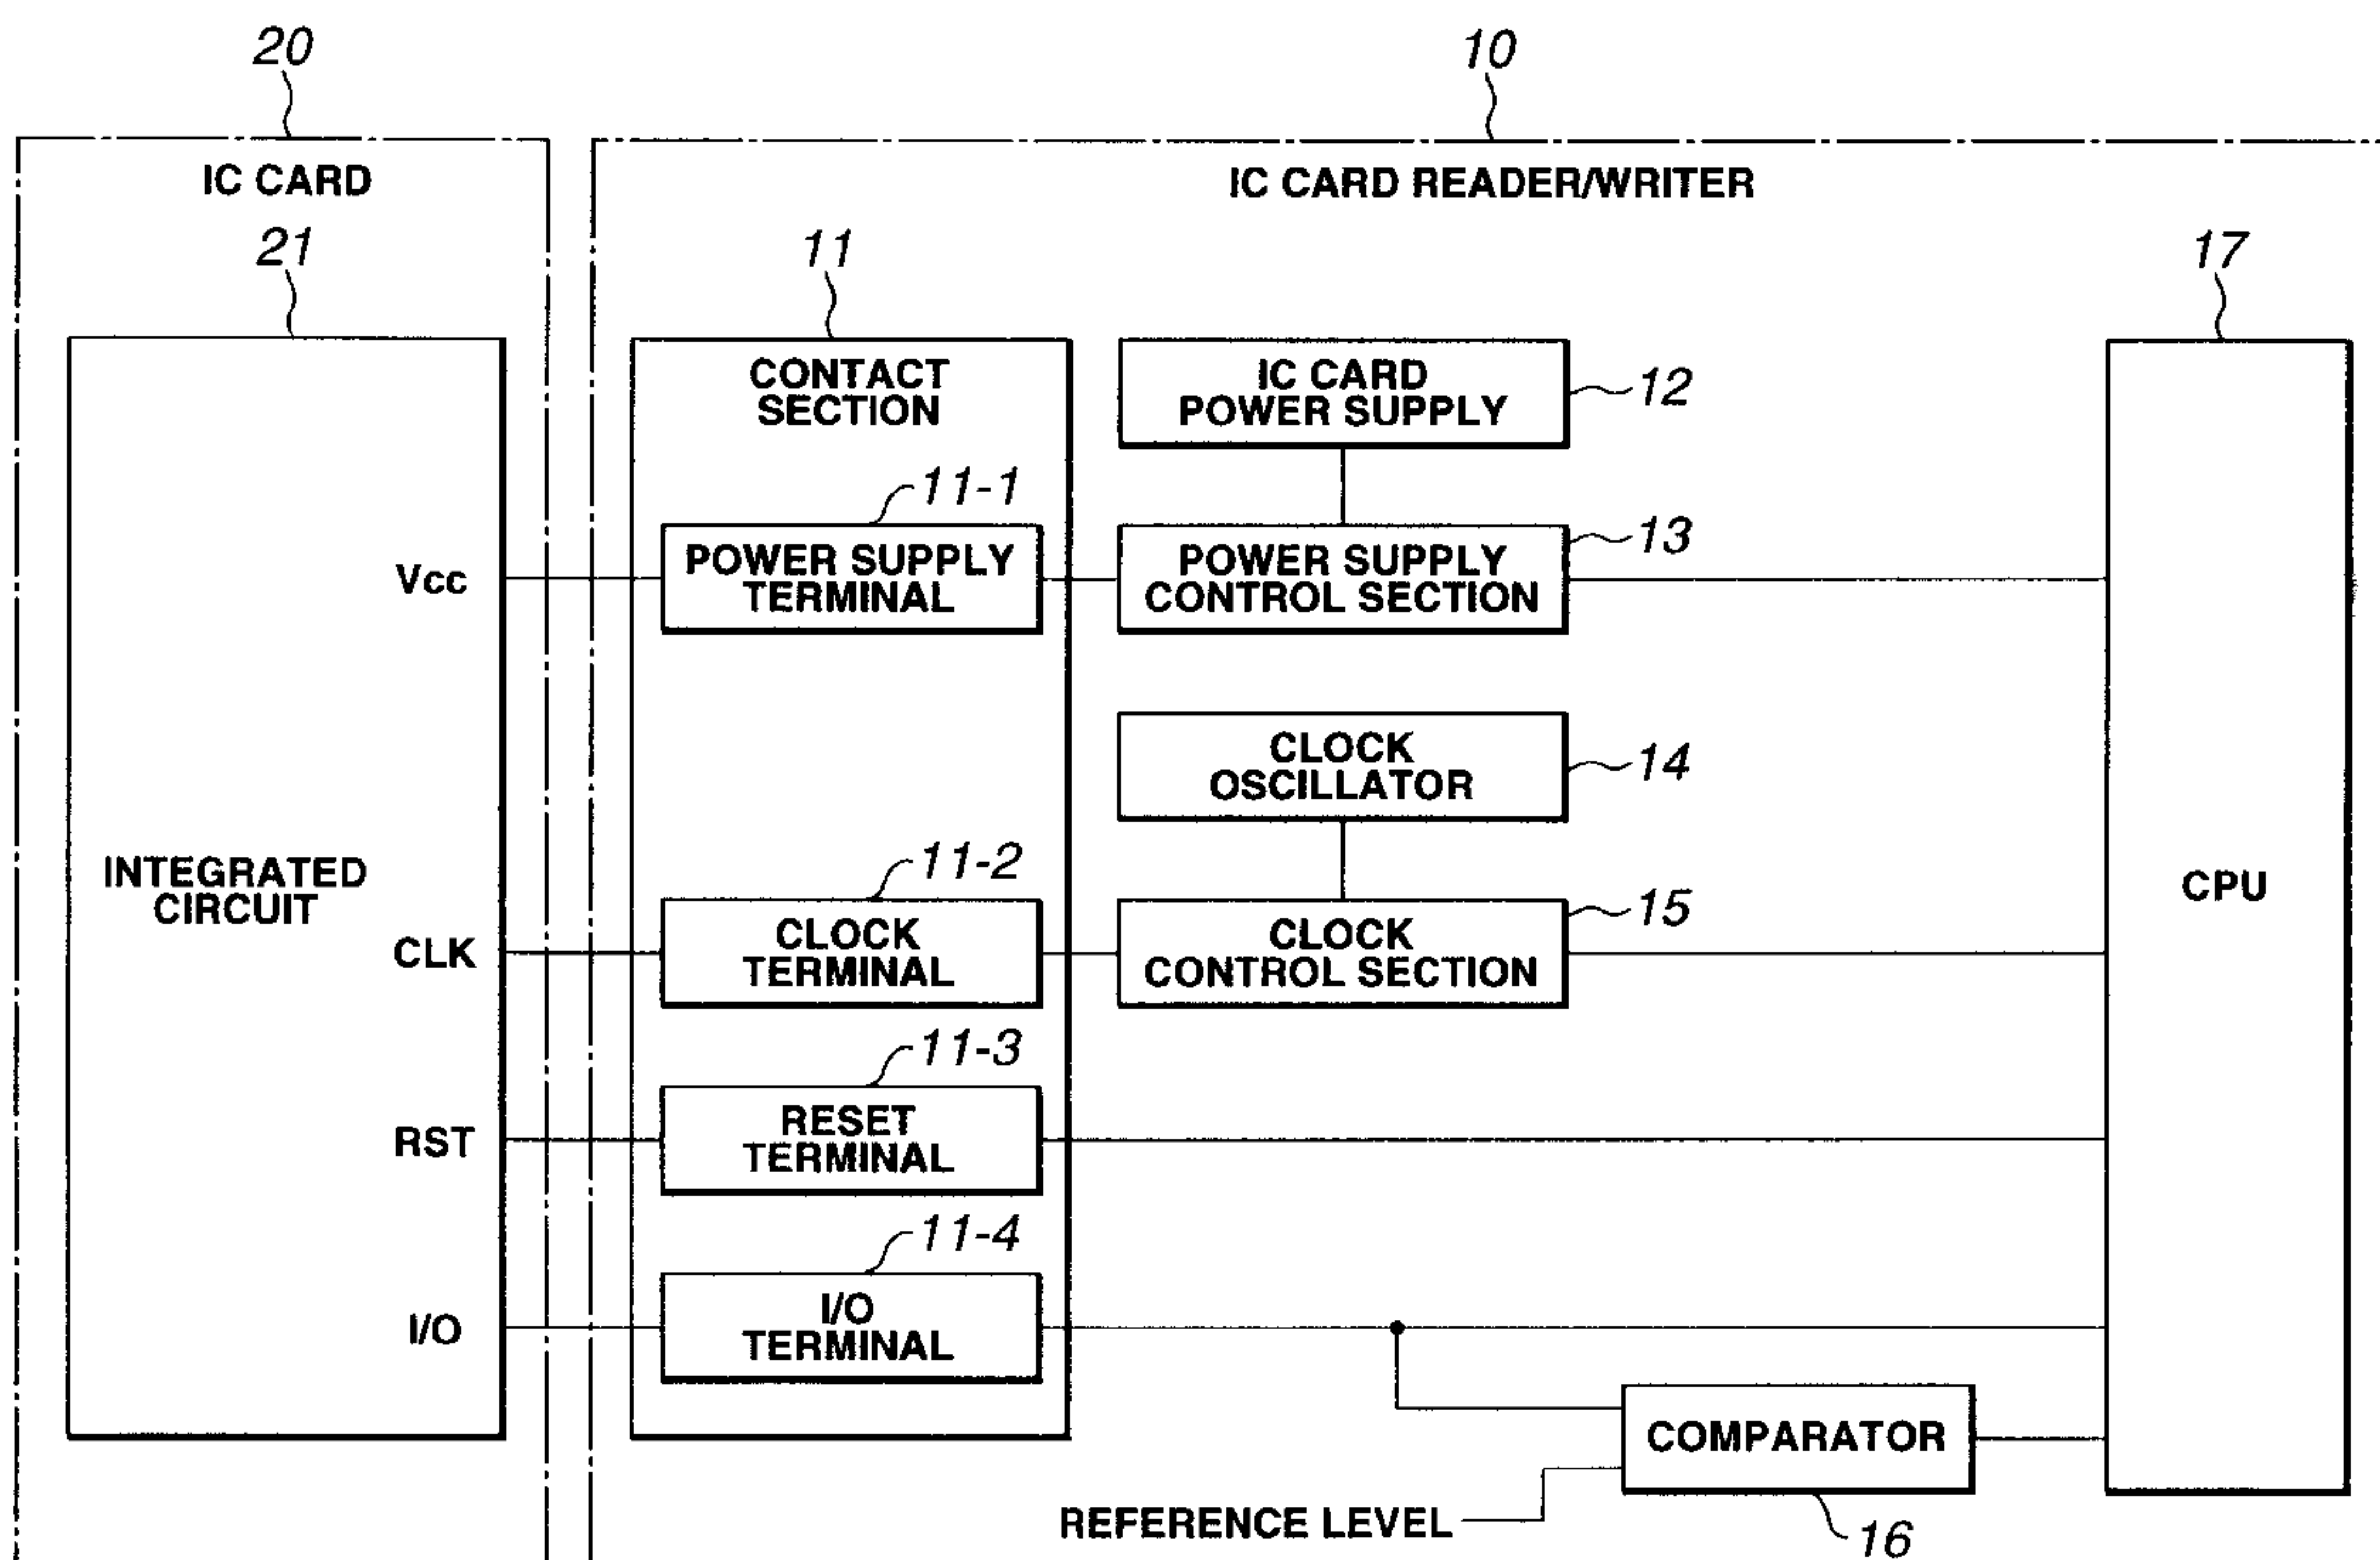 20
10
IC CARD
IC CARD READER/WRITER
21
11
17
CONTACT
SECTION
IC CARD
POWER SUPPLY
12
11-1
Vcc
POWER SUPPLY
TERMINAL
POWER SUPPLY
CONTROL SECTION
13
CLOCK
OSCILLATOR
14
INTEGRATED
CIRCUIT
11-2
CLK
CLOCK
TERMINAL
CLOCK
CONTROL SECTION
15
CPU
11-3
RST
RESET
TERMINAL
11-4
I/O
I/O
TERMINAL
COMPARATOR
REFERENCE LEVEL
16